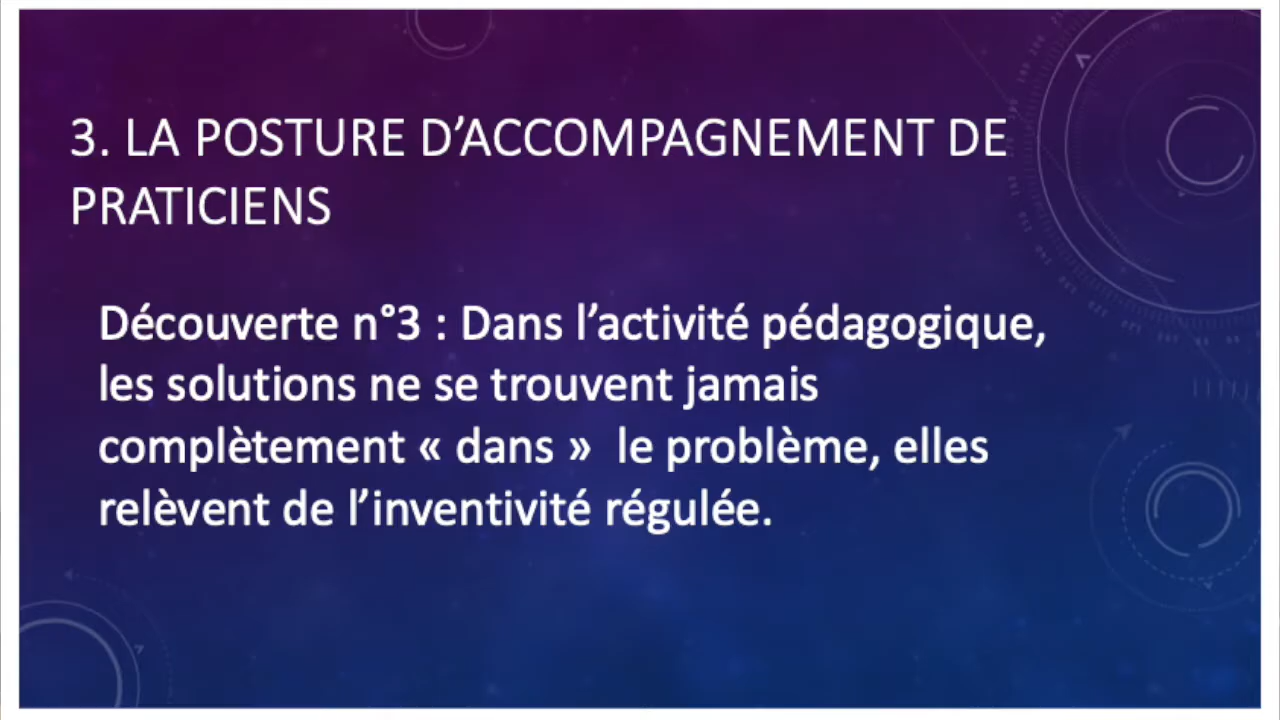 3. LA POSTURE D’ACCOMPAGNEMENT DE
PRATICIENS
Découverte n°3 : Dans l’activité pédagogique,
les solutions ne se trouvent jamais
complètement « dans »  le problème, elles
relèvent de l’inventivité régulée.